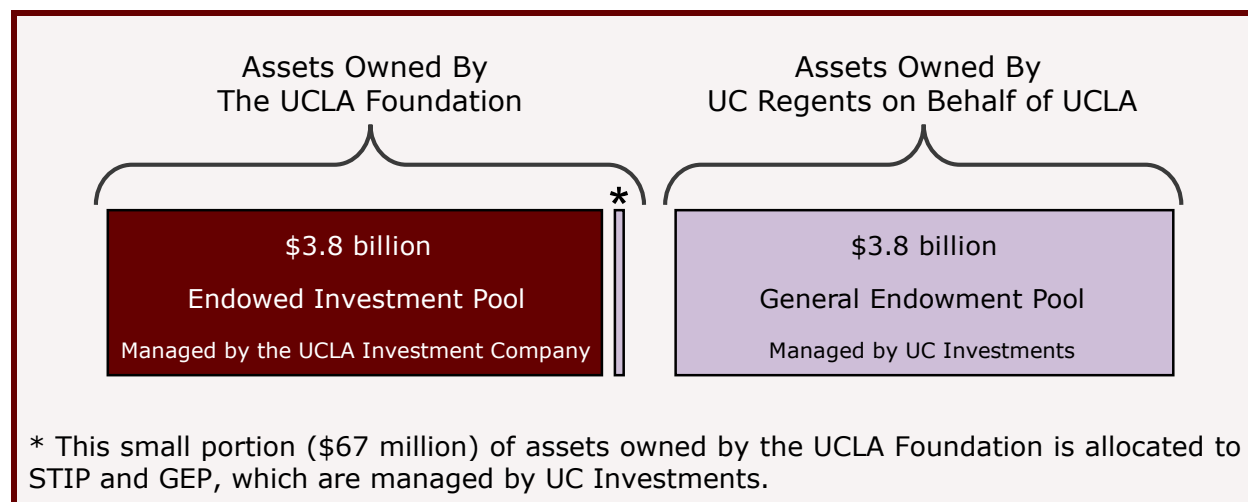 Assets Owned By
The UCLA Foundation
Assets Owned By
UC Regents on Behalf of UCLA
*
$3.8 billion
Endowed Investment Pool
Managed by the UCLA Investment Company
$3.8 billion
General Endowment Pool
Managed by UC Investments
* This small portion ($67 million) of assets owned by the UCLA Foundation is allocated to
STIP and GEP, which are managed by UC Investments.